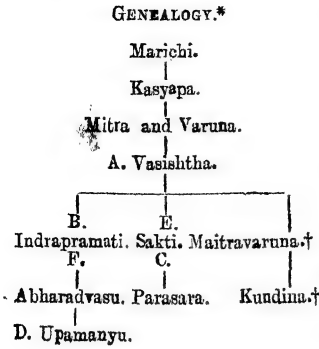 GENEALOGY.*
Marichi.
Kasyapa.
Mitra and Varuna.
A. Vasishtha.
B. E.
Indrapramati. Sakti. Maitravaruna.†
F. C.
Abharadvasu. Parasara. Kundina.†
D. Upamanyu.